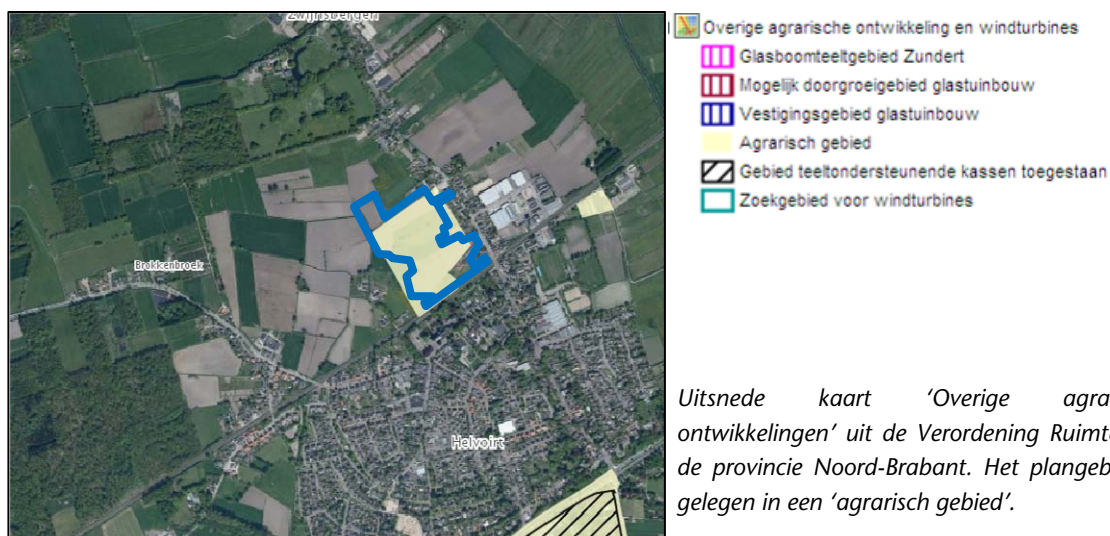 Zwijnsbergen
Brokkenbroek
Helvoirt
Overige agrarische ontwikkeling en windturbines
Glasboomteeltgebied Zundert
Mogelijk doorgroeigebied glastuinbouw
Vestigingsgebied glastuinbouw
Agrarisch gebied
Gebied teeltondersteunende kassen toegestaan
Zoekgebied voor windturbines
Uitsnede kaart ‘Overige agra
ontwikkelingen’ uit de Verordening Ruimt
de provincie Noord-Brabant. Het plangeb
gelegen in een ‘agrarisch gebied’.